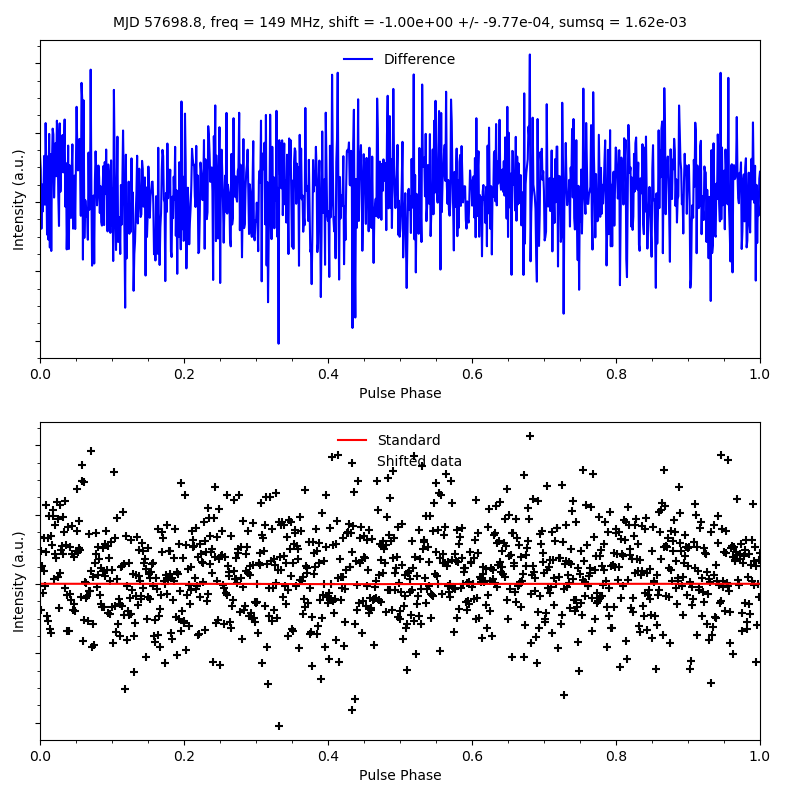 MJD 57698.8, freq = 149 MHz, shift = -1.00e+00 +/- -9.77e-04, sumsq = 1.62e-03
Difference
Intensity (a.u.)
0.0 0.2 0.4 0.6 0.8 1.0
Pulse Phase
Standard
Shifted data
Intensity (a.u.)
0.0 0.2 0.4 0.6 0.8 1.0
Pulse Phase